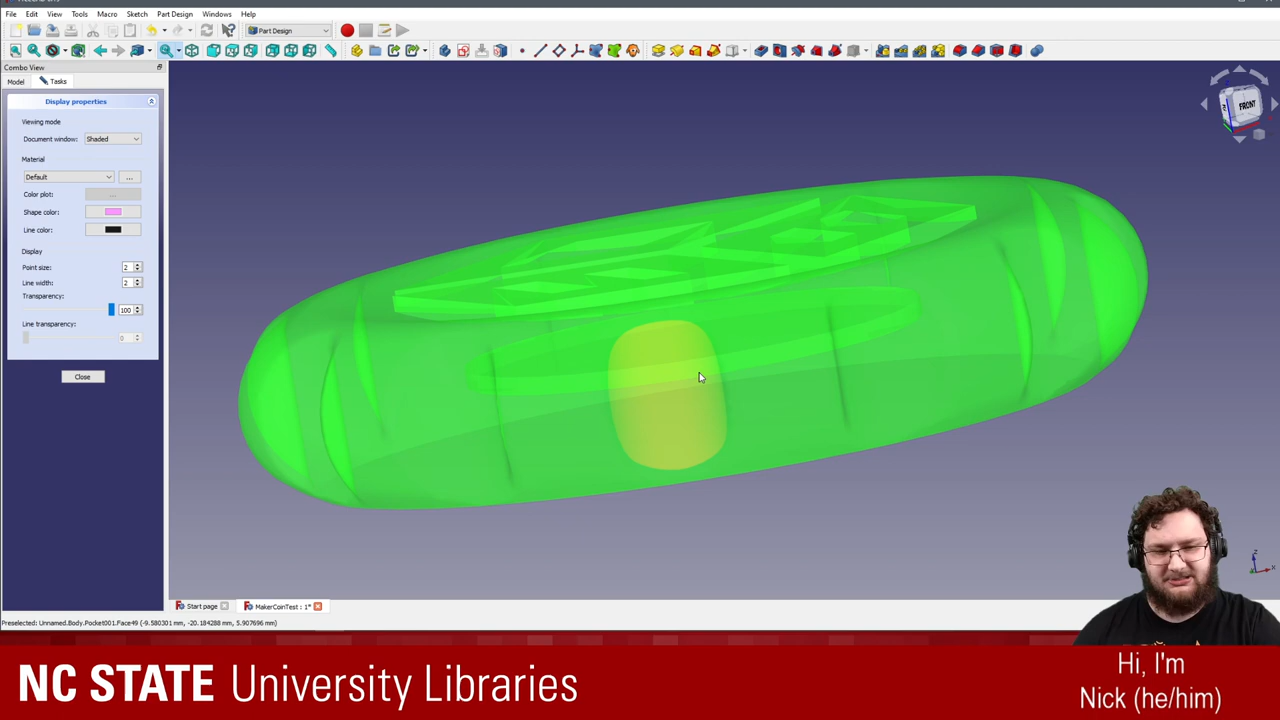 File Edit View Tools Macro Sketch Part Design Windows Help
Part Design
Combo View
Model Tasks
Display properties
Viewing mode
Document window: Shaded
Material
Default ...
Color plot: ...
Shape color:
Line color:
Display
Point size: 2
Line width: 2
Transparency:
100
Line transparency:
0
Close
FRONT
Start page
MakerCoinTest : 1*
Preselected: Unnamed.Body.Pocket001.Face49 (-9.580301 mm, -20.184288 mm, 5.907696 mm)
NC STATE University Libraries
Hi, I'm
Nick (he/him)